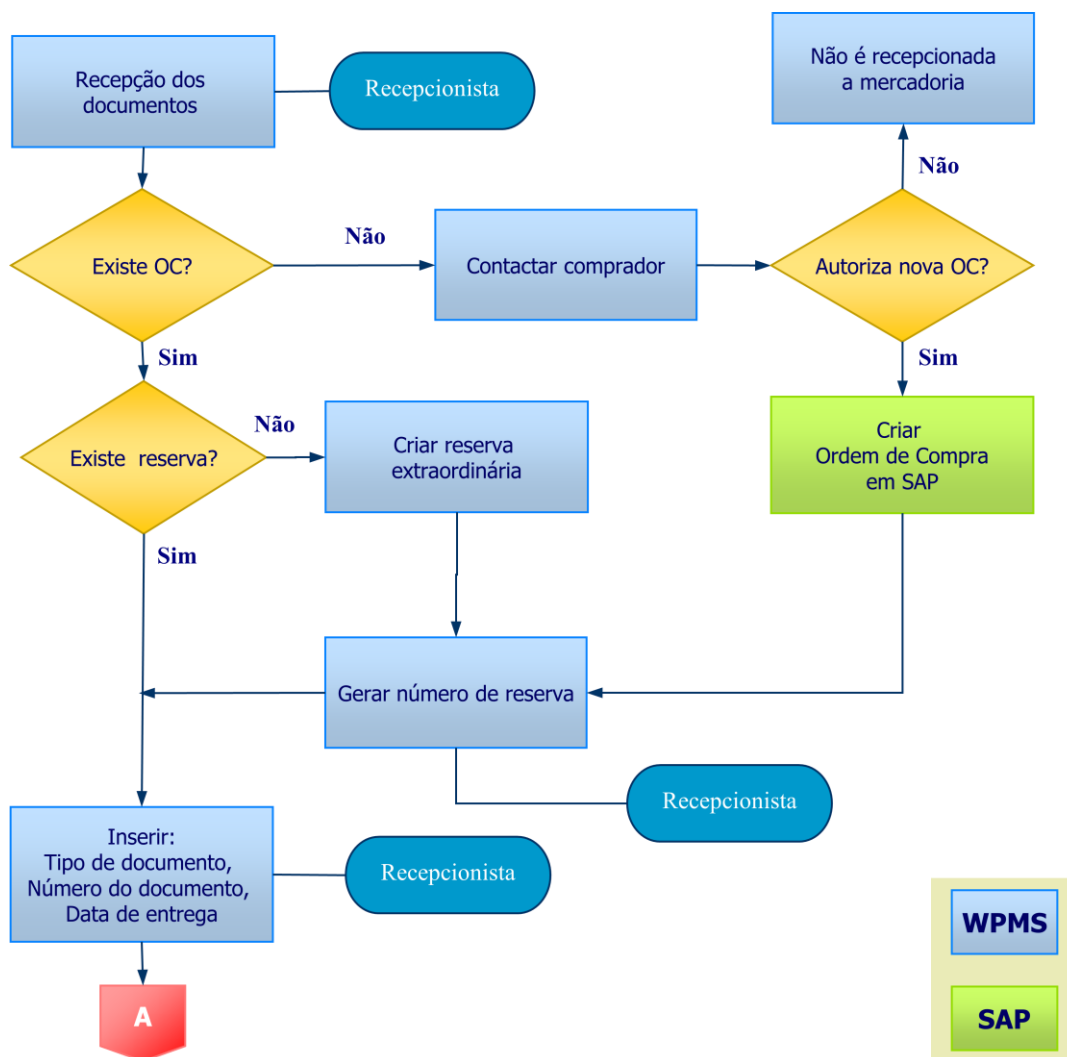 Recepção dos
documentos
Recepcionista
Não é recepcionada
a mercadoria
Não
Existe OC?
Não
Contactar comprador
Autoriza nova OC?
Sim
Sim
Existe reserva?
Não
Criar reserva
extraordinária
Criar
Ordem de Compra
em SAP
Sim
Gerar número de reserva
Recepcionista
Inserir:
Tipo de documento,
Número do documento,
Data de entrega
Recepcionista
A
WPMS
SAP